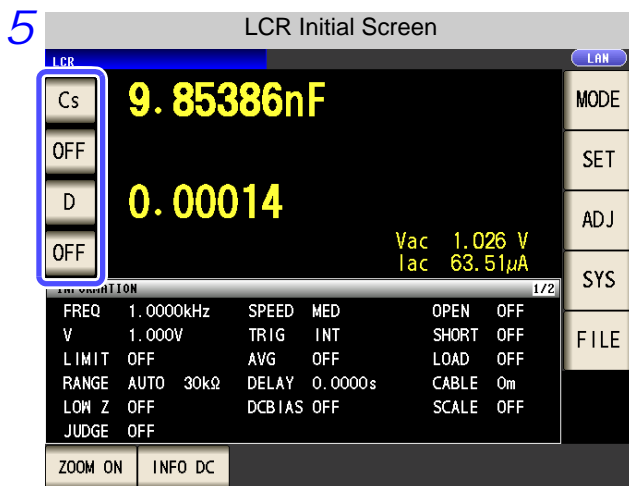 5
LCR Initial Screen
LCR
LAN
Cs
9.85386nF
MODE
OFF
SET
D
0.00014
ADJ
OFF
Vac 1.026 V
Iac 63.51μA
SYS
INFORMATION
1/2
FREQ 1.0000kHz SPEED MED OPEN OFF
V 1.000V TRIG INT SHORT OFF
FILE
LIMIT OFF AVG OFF LOAD OFF
RANGE AUTO 30kΩ DELAY 0.0000s CABLE 0m
LOW Z OFF DCBIAS OFF SCALE OFF
JUDGE OFF
ZOOM ON INFO DC